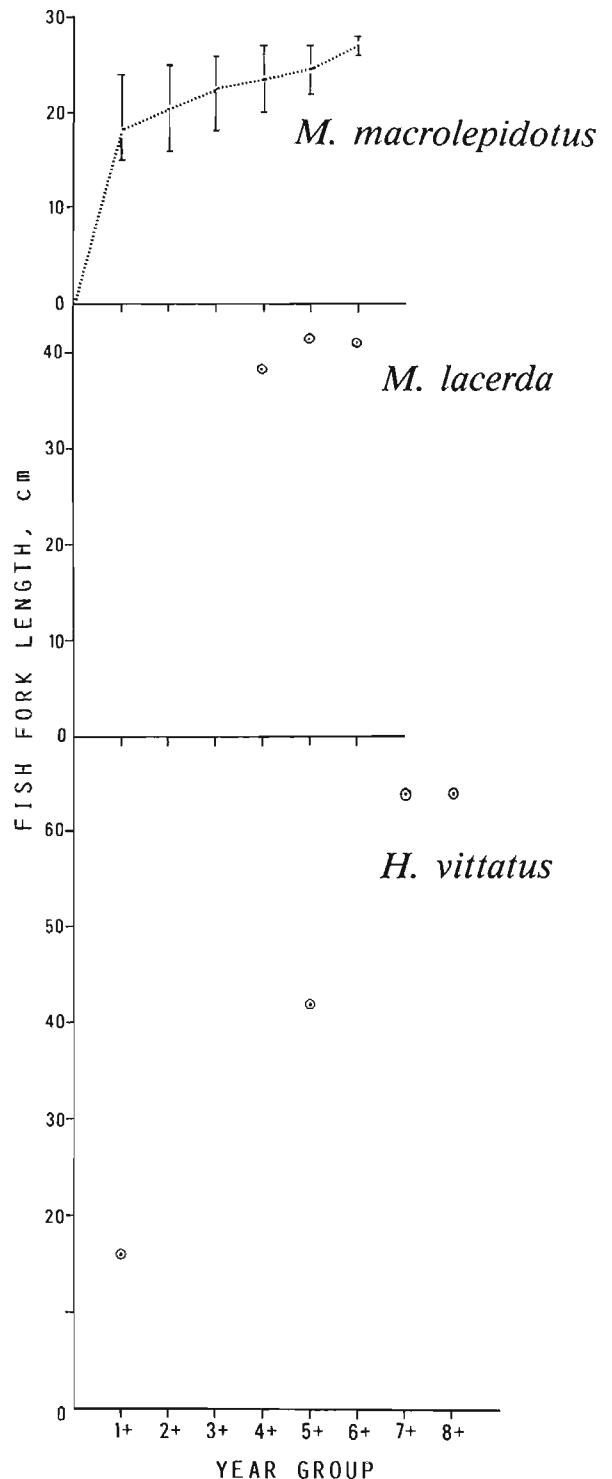 30
20
10
0
M. macrolepidotus
40
30
20
10
0
M. lacerda
FISH FORK LENGTH, cm
60
50
40
30
20
0
H. vittatus
1+ 2+ 3+ 4+ 5+ 6+ 7+ 8+
YEAR GROUP